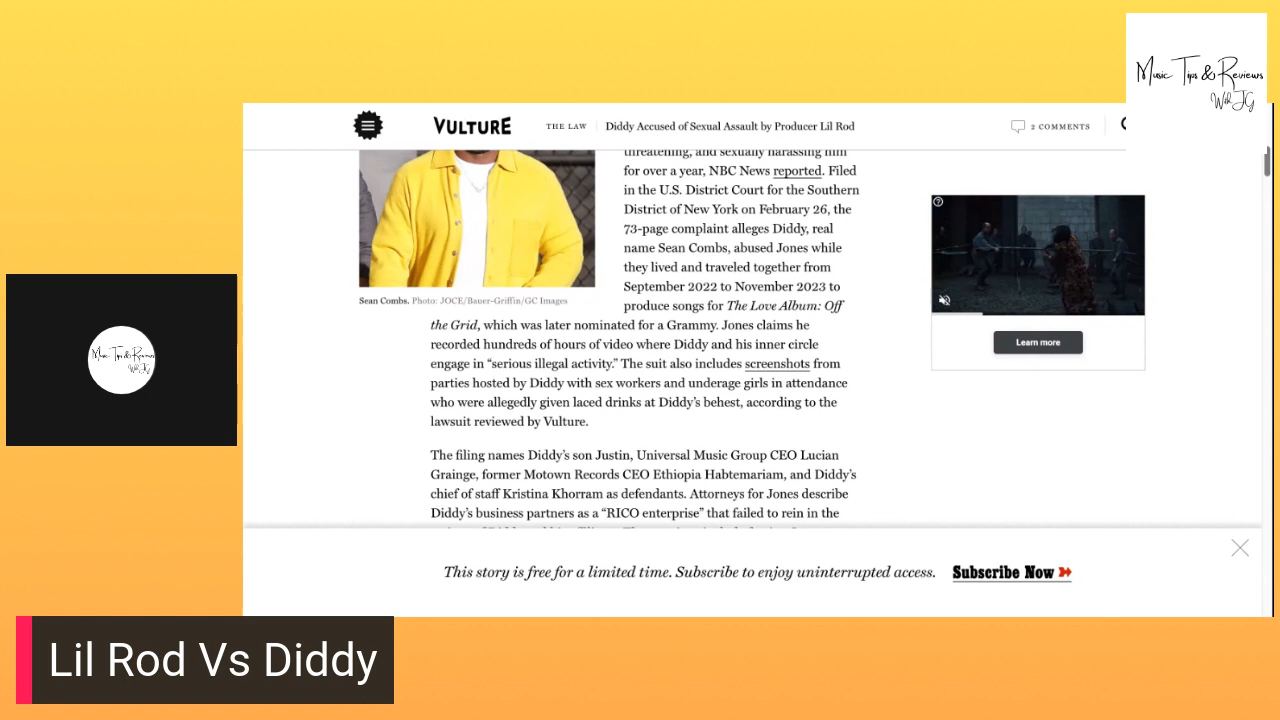 Music Tips & Reviews
With JG
VULTURE
THE LAW
Diddy Accused of Sexual Assault by Producer Lil Rod
2 COMMENTS
threatening, and sexually harassing him
for over a year, NBC News reported. Filed
in the U.S. District Court for the Southern
District of New York on February 26, the
73-page complaint alleges Diddy, real
name Sean Combs, abused Jones while
they lived and traveled together from
September 2022 to November 2023 to
produce songs for The Love Album: Off
Sean Combs. Photo: JOCE/Bauer-Griffin/GC Images
the Grid, which was later nominated for a Grammy. Jones claims he
recorded hundreds of hours of video where Diddy and his inner circle
engage in “serious illegal activity.” The suit also includes screenshots from
parties hosted by Diddy with sex workers and underage girls in attendance
who were allegedly given laced drinks at Diddy’s behest, according to the
lawsuit reviewed by Vulture.
The filing names Diddy’s son Justin, Universal Music Group CEO Lucian
Grainge, former Motown Records CEO Ethiopia Habtemariam, and Diddy’s
chief of staff Kristina Khorram as defendants. Attorneys for Jones describe
Diddy’s business partners as a “RICO enterprise” that failed to rein in the
Learn more
Music Tips & Reviews
With JG
This story is free for a limited time. Subscribe to enjoy uninterrupted access.
Subscribe Now
Lil Rod Vs Diddy